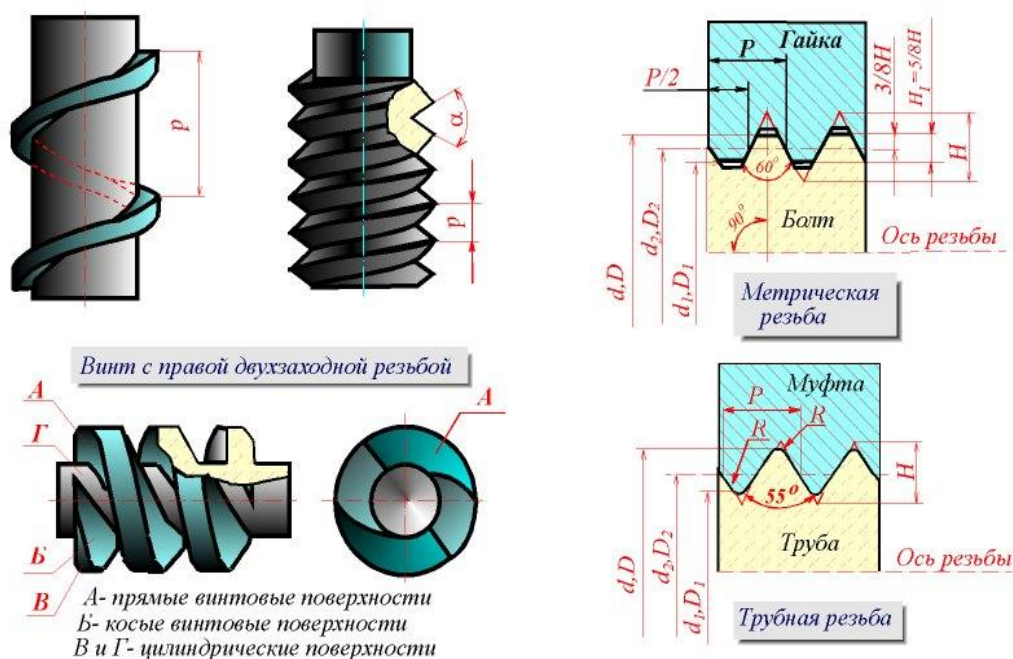 p
α
p
Винт с правой двухзаходной резьбой
А
Г
Б
В
А
А- прямые винтовые поверхности
Б- косые винтовые поверхности
В и Г- цилиндрические поверхности
Гайка
P
P/2
3/8H
H₁=5/8H
H
60°
90°
Болт
Ось резьбы
d,D
d₂,D₂
d₁,D₁
Метрическая
резьба
Муфта
P
R
R
H
55°
Труба
Ось резьбы
d,D
d₂,D₂
d₁,D₁
Трубная резьба